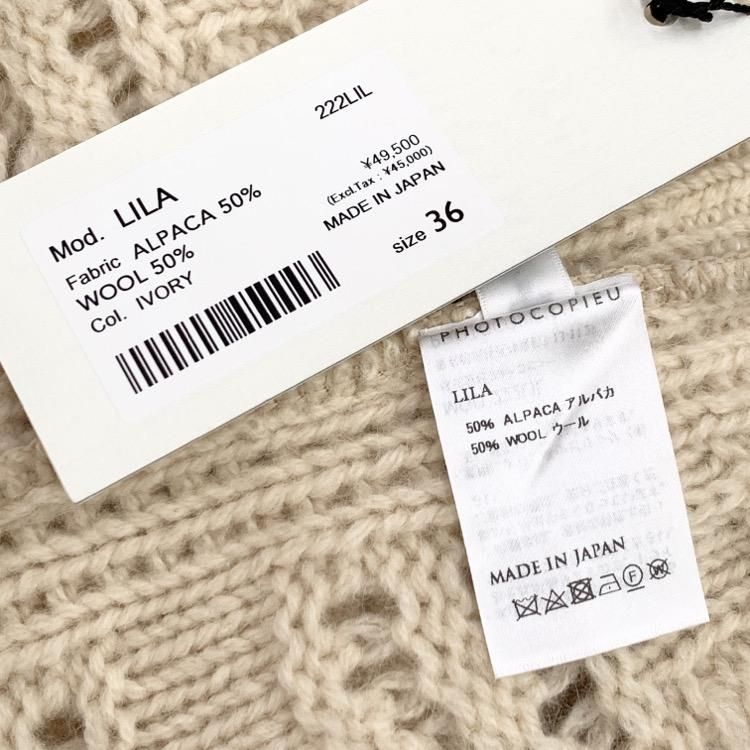 222LIL
Mod. LILA
¥49,500
(Excl.Tax : ¥45,000)
Fabric ALPACA 50%
MADE IN JAPAN
WOOL 50%
size 36
Col. IVORY
PHOTOCOPIEU
LILA
50% ALPACA アルパカ
50% WOOL ウール
MADE IN JAPAN